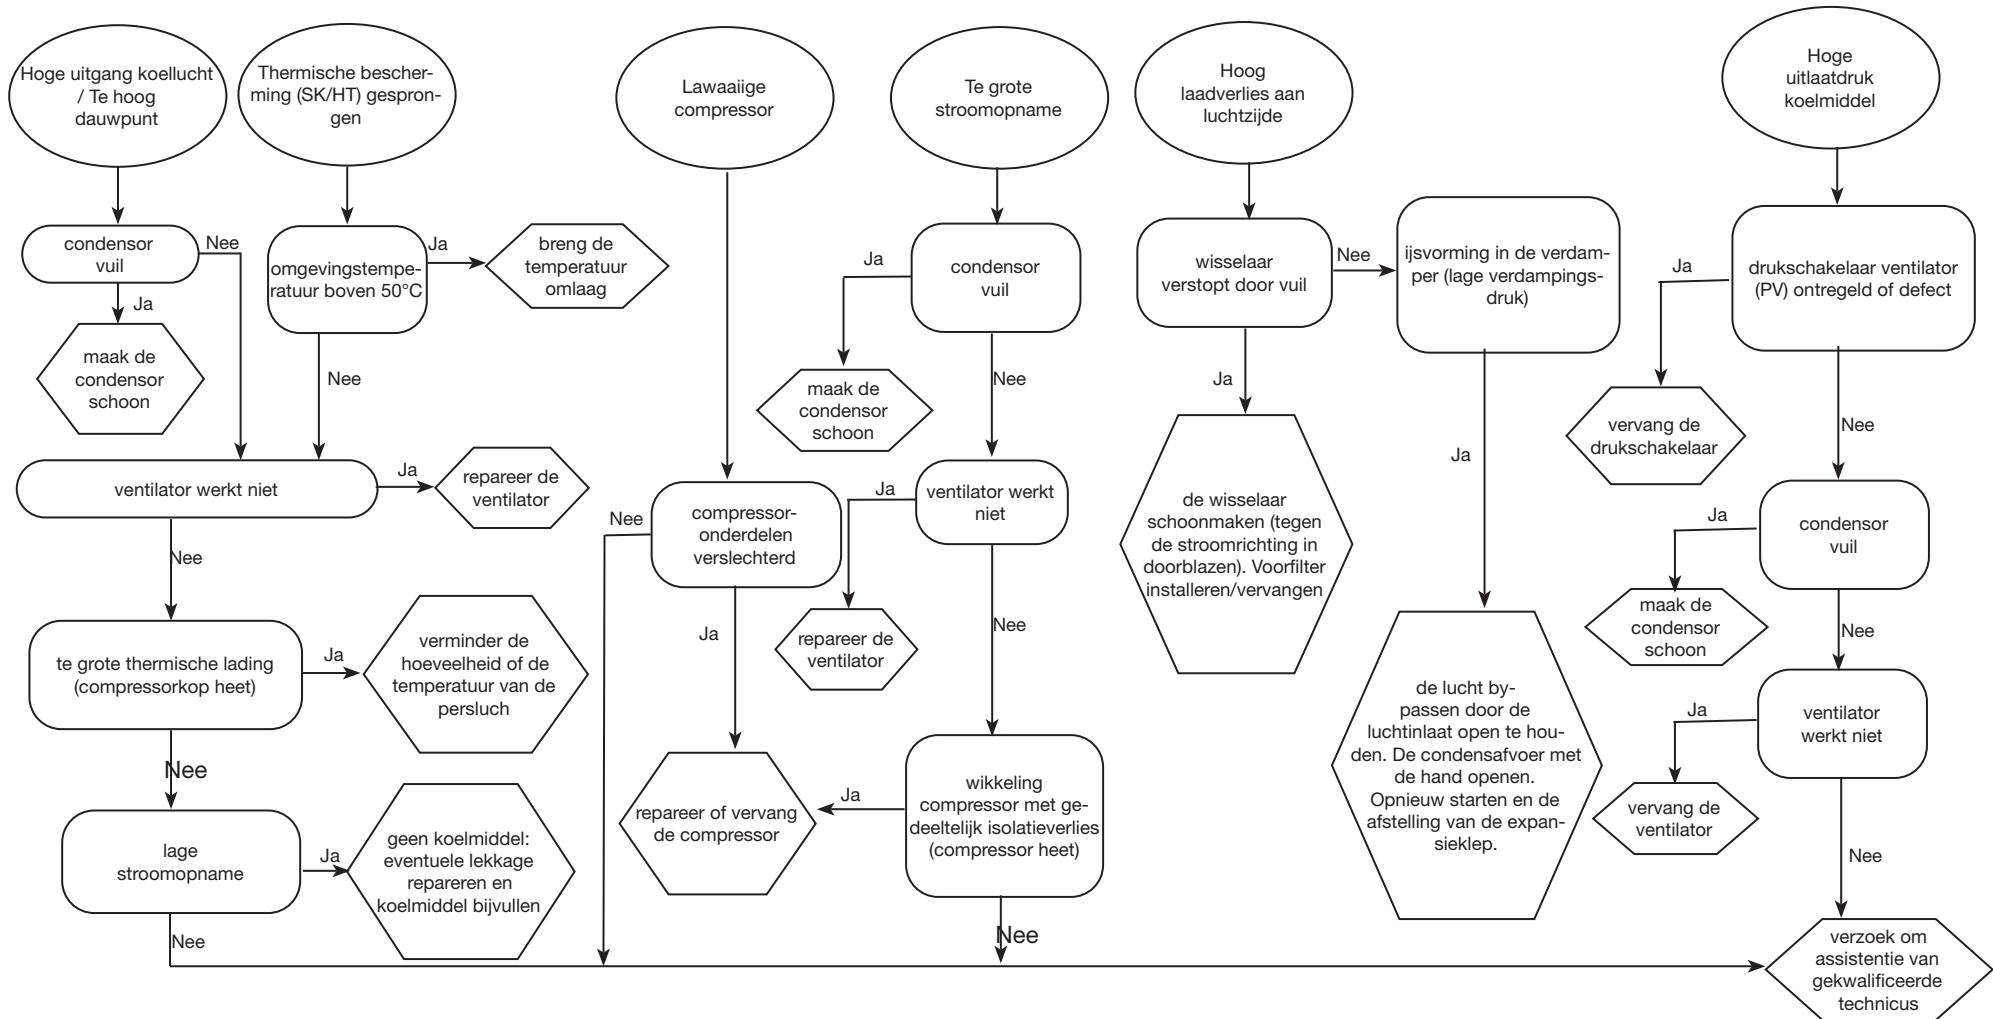 Hoge uitgang koellucht
/ Te hoog
dauwpunt
Thermische bescher-
ming (SK/HT) gespron-
gen
Lawaaiige
compressor
Te grote
stroomopname
Hoog
laadverlies aan
luchtzijde
Hoge
uitlaatdruk
koelmiddel
condensor
vuil
Nee
Ja
maak de
condensor
schoon
omgevingstempe-
ratuur boven 50°C
Ja
breng de
temperatuur
omlaag
Nee
ventilator werkt niet
Ja
repareer de
ventilator
Nee
te grote thermische lading
(compressorkop heet)
Ja
verminder de
hoeveelheid of de
temperatuur van de
persluch
Nee
lage
stroomopname
Ja
geen koelmiddel:
eventuele lekkage
repareren en
koelmiddel bijvullen
Nee
compressor-
onderdelen
verslechterd
Nee
Ja
repareer of vervang
de compressor
condensor
vuil
Ja
maak de
condensor
schoon
Nee
ventilator werkt
niet
Ja
repareer de
ventilator
Nee
wikkeling
compressor met ge-
deeltelijk isolatieverlies
(compressor heet)
Ja
Nee
wisselaar
verstopt door vuil
Nee
Ja
de wisselaar
schoonmaken (tegen
de stroomrichting in
doorblazen). Voorfilter
installeren/vervangen
ijsvorming in de verdam-
per (lage verdampings-
druk)
Ja
de lucht by-
passen door de
luchtinlaat open te hou-
den. De condensafvoer met
de hand openen.
Opnieuw starten en de
afstelling van de expan-
sieklep.
drukschakelaar ventilator
(PV) ontregeld of defect
Ja
vervang de
drukschakelaar
Nee
condensor
vuil
Ja
maak de
condensor
schoon
Nee
ventilator
werkt niet
Ja
vervang de
ventilator
Nee
verzoek om
assistentie van
gekwalificeerde
technicus